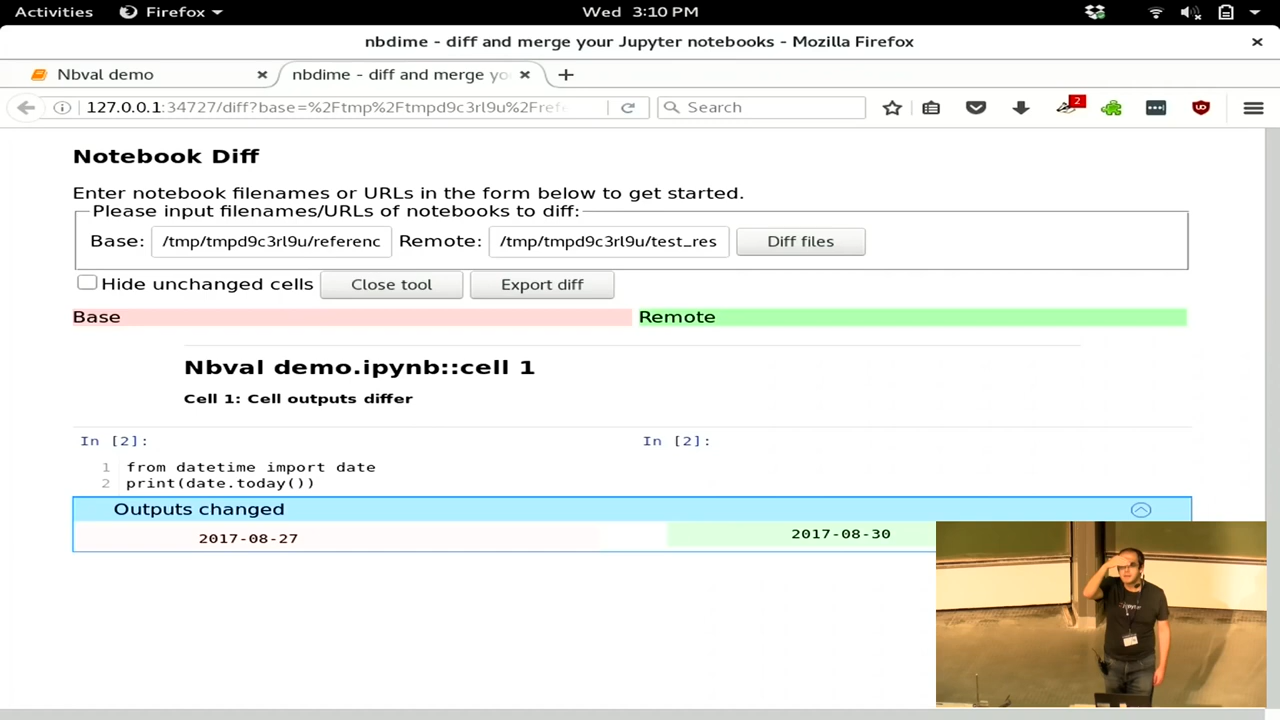 Activities Firefox Wed 3:10 PM
nbdime - diff and merge your Jupyter notebooks - Mozilla Firefox
Nbval demo nbdime - diff and merge yo
127.0.0.1:34727/diff?base=%2Ftmp%2Ftmpd9c3rl9u%2Frefe Search 2
Notebook Diff
Enter notebook filenames or URLs in the form below to get started.
Please input filenames/URLs of notebooks to diff:
Base: /tmp/tmpd9c3rl9u/referenc Remote: /tmp/tmpd9c3rl9u/test_res Diff files
Hide unchanged cells Close tool Export diff
Base Remote
Nbval demo.ipynb::cell 1
Cell 1: Cell outputs differ
In [2]: In [2]:
1 from datetime import date
2 print(date.today())
Outputs changed
2017-08-27 2017-08-30